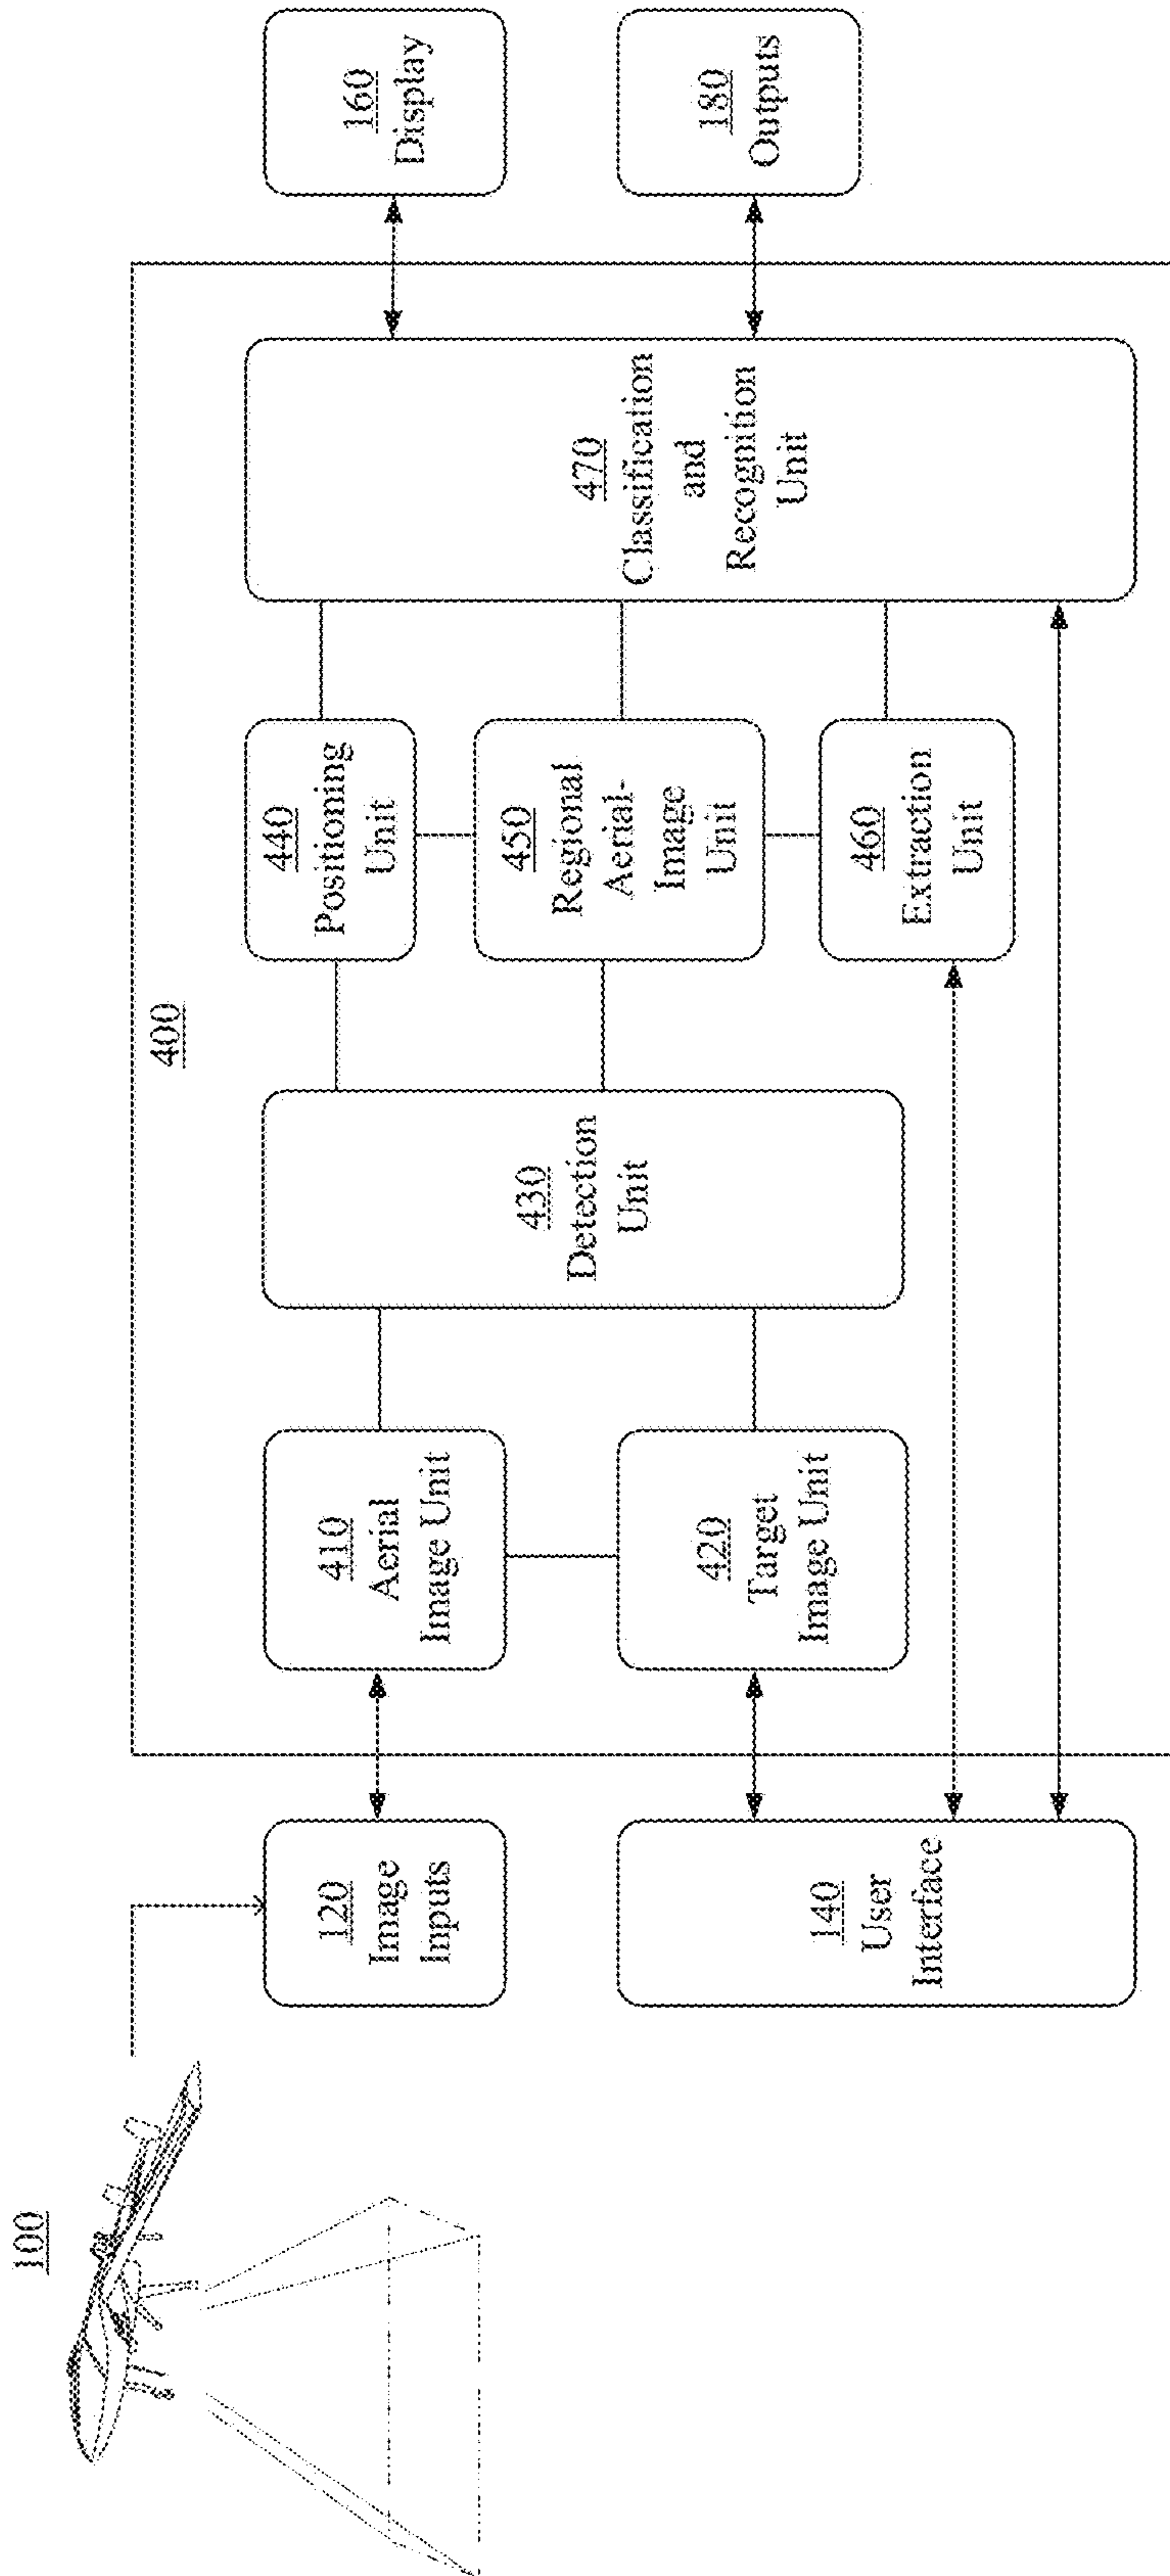 100
120
Image
Inputs
140
User
Interface
400
410
Aerial
Image Unit
420
Target
Image Unit
430
Detection
Unit
440
Positioning
Unit
450
Regional
Aerial-
Image
Unit
460
Extraction
Unit
470
Classification
and
Recognition
Unit
160
Display
180
Outputs